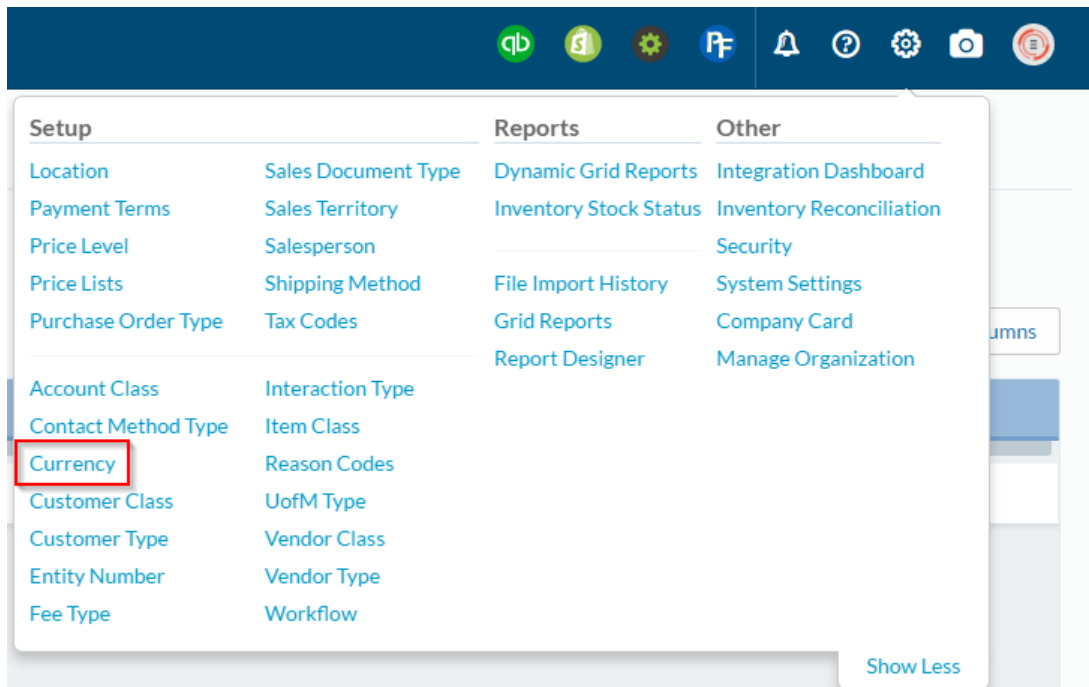 qb
S
PF
Setup
Location
Payment Terms
Price Level
Price Lists
Purchase Order Type
Sales Document Type
Sales Territory
Salesperson
Shipping Method
Tax Codes
Account Class
Contact Method Type
Currency
Customer Class
Customer Type
Entity Number
Fee Type
Interaction Type
Item Class
Reason Codes
UofM Type
Vendor Class
Vendor Type
Workflow
Reports
Dynamic Grid Reports
Inventory Stock Status
File Import History
Grid Reports
Report Designer
Other
Integration Dashboard
Inventory Reconciliation
Security
System Settings
Company Card
Manage Organization
umns
Show Less